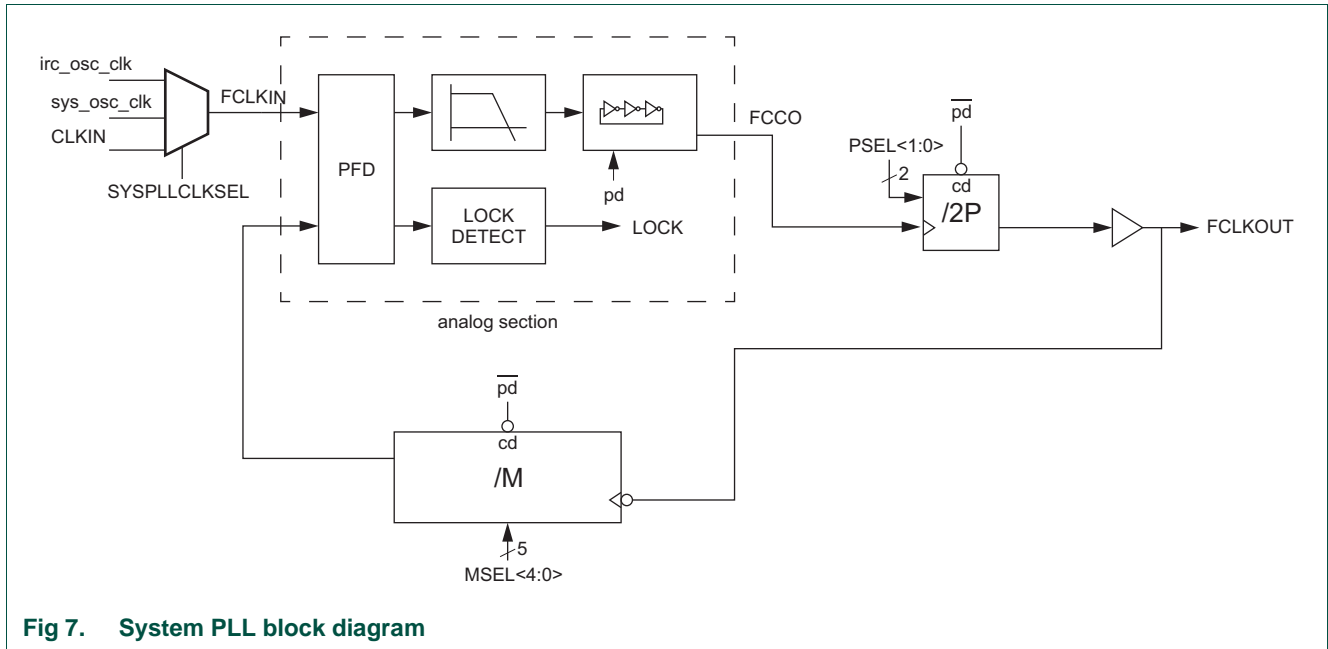 irc_osc_clk
sys_osc_clk
CLKIN
SYSPLLCLKSEL
FCLKIN
PFD
LOCK
DETECT
LOCK
pd
analog section
FCCO
pd
PSEL<1:0>
2
cd
/2P
FCLKOUT
pd
cd
/M
5
MSEL<4:0>
Fig 7. System PLL block diagram